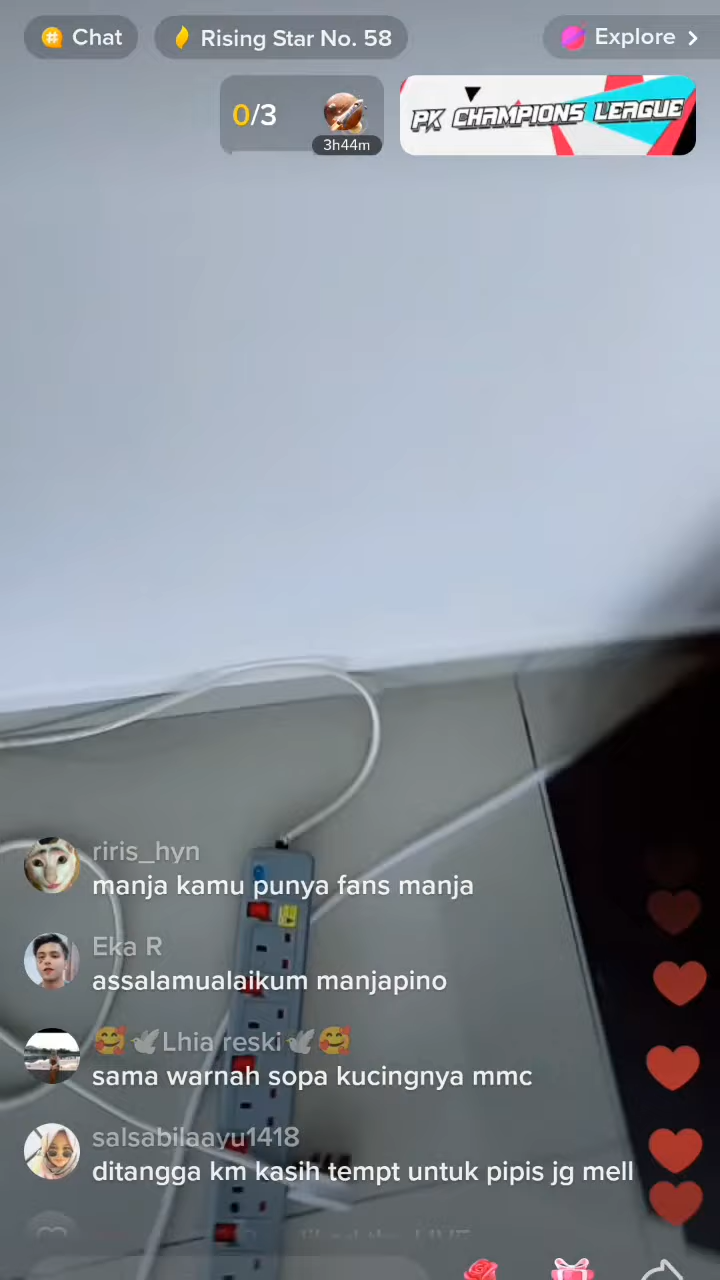 Chat
Rising Star No. 58
Explore
0/3
3h44m
PK CHAMPIONS LEAGUE
riris_hyn
manja kamu punya fans manja
Eka R
assalamualaikum manjapino
🥰🕊Lhia reski🕊🥰
sama warnah sopa kucingnya mmc
salsabilaayu1418
ditangga km kasih tempt untuk pipis jg mell